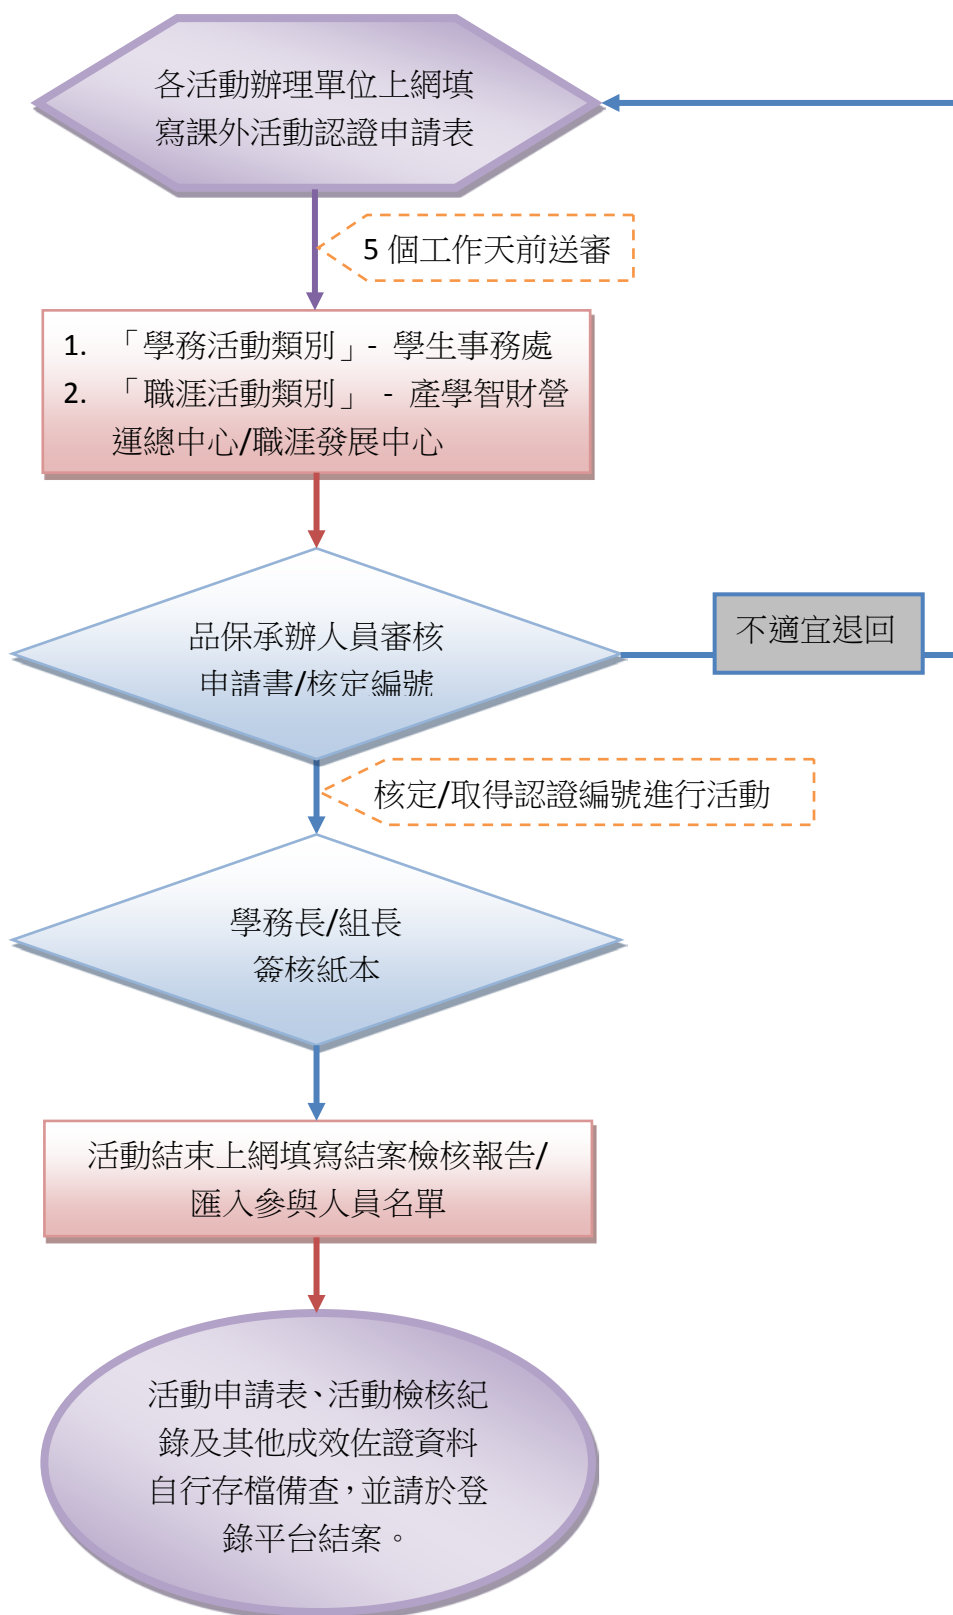 各活動辦理單位上網填
寫課外活動認證申請表
5 個工作天前送審
1. 「學務活動類別」- 學生事務處
2. 「職涯活動類別」 - 產學智財營
運總中心/職涯發展中心
品保承辦人員審核
申請書/核定編號
不適宜退回
核定/取得認證編號進行活動
學務長/組長
簽核紙本
活動結束上網填寫結案檢核報告/
匯入參與人員名單
活動申請表、活動檢核紀
錄及其他成效佐證資料
自行存檔備查，並請於登
錄平台結案。